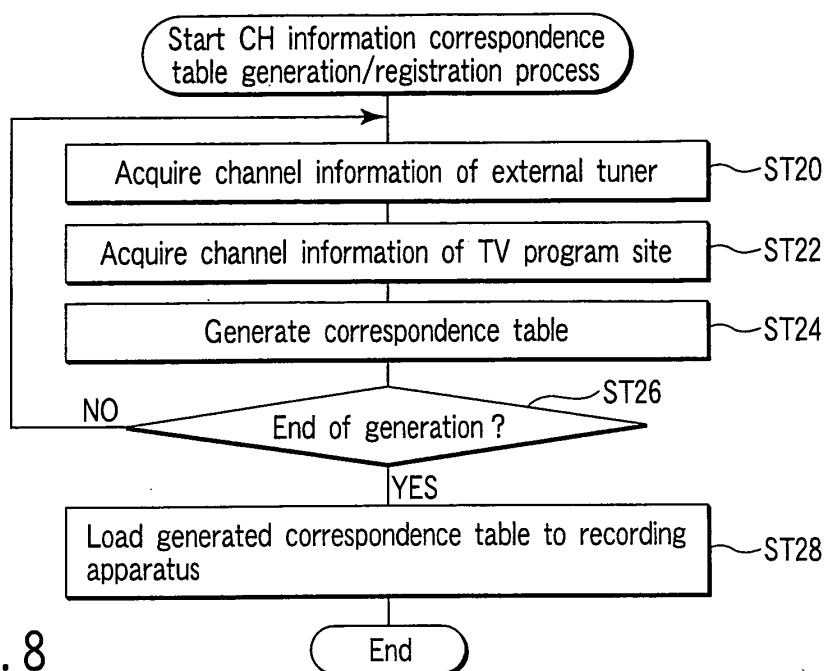 Start CH information correspondence
table generation/registration process
Acquire channel information of external tuner
ST20
Acquire channel information of TV program site
ST22
Generate correspondence table
ST24
ST26
NO
End of generation ?
YES
Load generated correspondence table to recording
apparatus
ST28
. 8
End